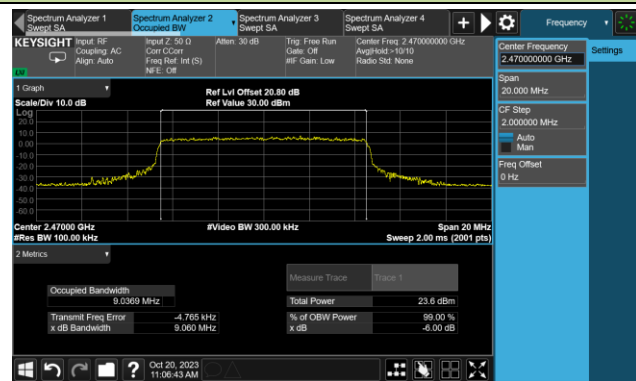 Spectrum Analyzer 1
Swept SA
Spectrum Analyzer 2
Occupied BW
Spectrum Analyzer 3
Swept SA
Spectrum Analyzer 4
Swept SA
Frequency
KEYSIGHT
Input: RF
Coupling: AC
Align: Auto
Input Z: 50 Ω
Corr CCorr
Freq Ref: Int (S)
NFE: Off
Atten: 30 dB
Trig: Free Run
Gate: Off
#IF Gain: Low
Center Freq: 2.470000000 GHz
Avg|Hold:>10/10
Radio Std: None
Center Frequency
2.470000000 GHz
Settings
Span
20.000 MHz
CF Step
2.000000 MHz
Auto
Man
Freq Offset
0 Hz
1 Graph
Ref Lvl Offset 20.80 dB
Scale/Div 10.0 dB
Ref Value 30.00 dBm
Log
20.0
10.0
0.00
-10.0
-20.0
-30.0
-40.0
-50.0
-60.0
Center 2.47000 GHz
#Video BW 300.00 kHz
Span 20 MHz
#Res BW 100.00 kHz
Sweep 2.00 ms (2001 pts)
2 Metrics
Measure Trace
Trace 1
Occupied Bandwidth
9.0369 MHz
Total Power
23.6 dBm
Transmit Freq Error
-4.765 kHz
% of OBW Power
99.00 %
x dB Bandwidth
9.060 MHz
x dB
-6.00 dB
Oct 20, 2023
11:06:43 AM